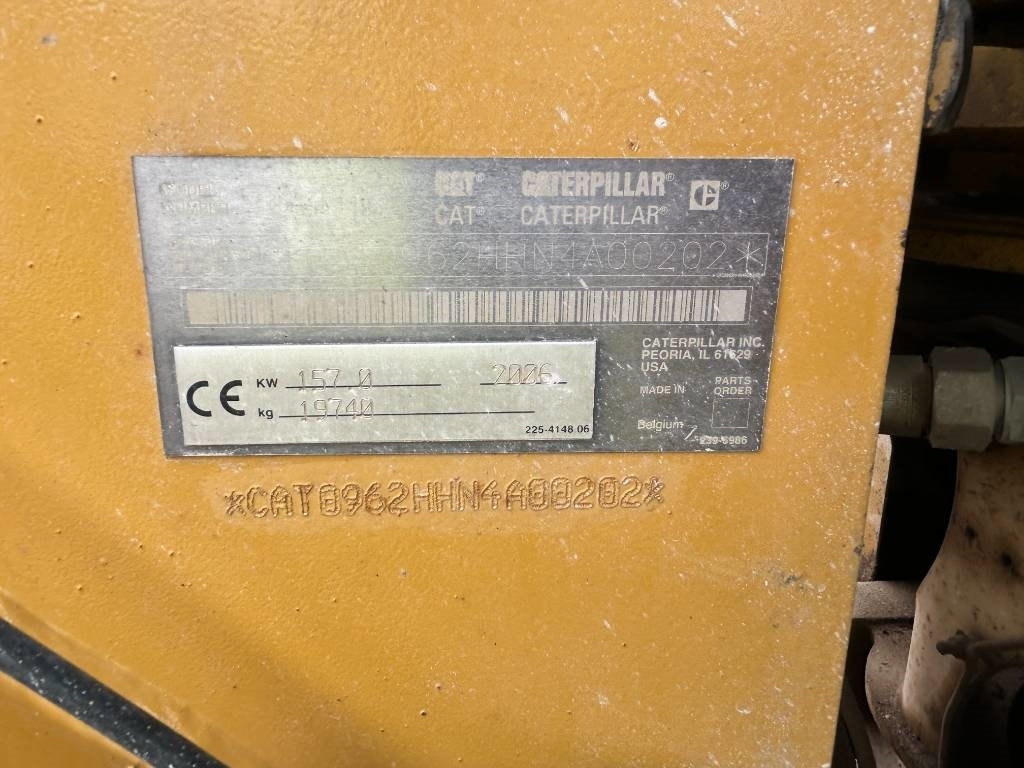 CAT® CATERPILLAR®
CAT® CATERPILLAR®
62HHN4A00202*
CATERPILLAR INC.
PEORIA, IL 61629
USA
CE KW 157.0 2006
kg 19740
225-4148 06
MADE IN
PARTS ORDER
Belgium
*CAT0962HHN4A00202*